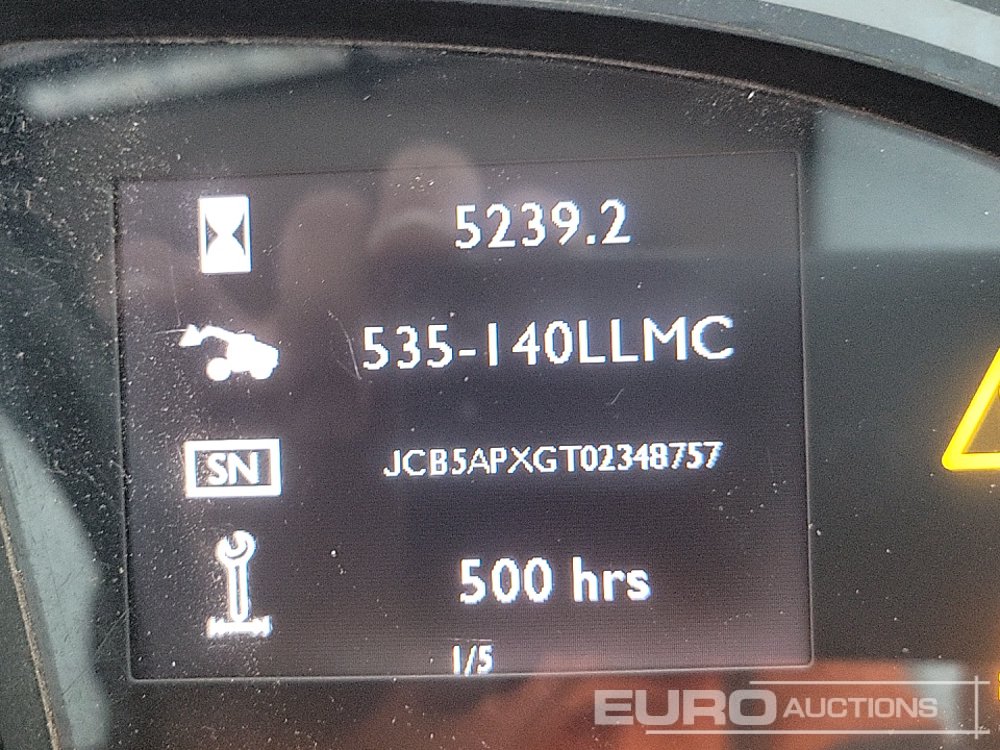 5239.2
535-140LLMC
SN JCB5APXGT02348757
500 hrs
1/5
EURO AUCTIONS